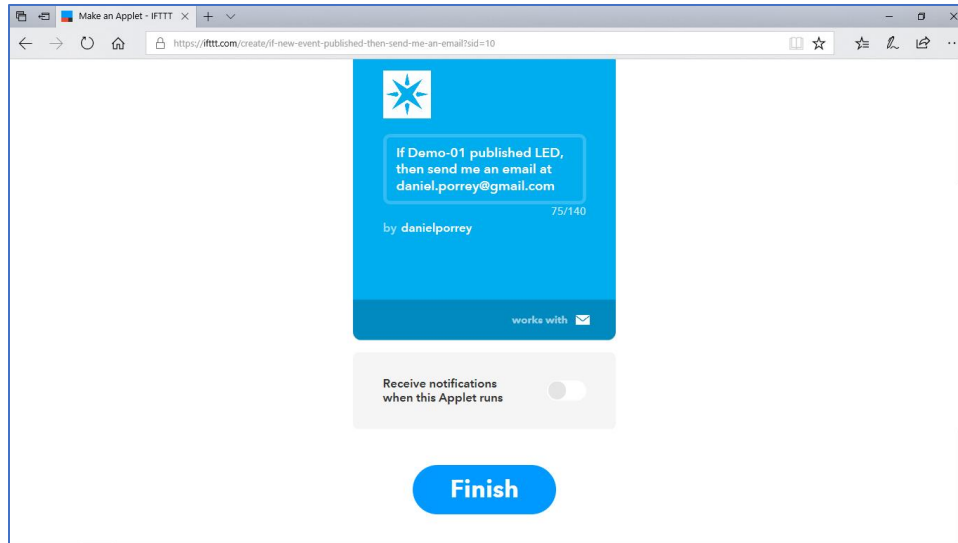 Make an Applet - IFTTT
https://ifttt.com/create/if-new-event-published-then-send-me-an-email?sid=10
If Demo-01 published LED,
then send me an email at
daniel.porrey@gmail.com
75/140
by danielporrey
works with
Receive notifications
when this Applet runs
Finish